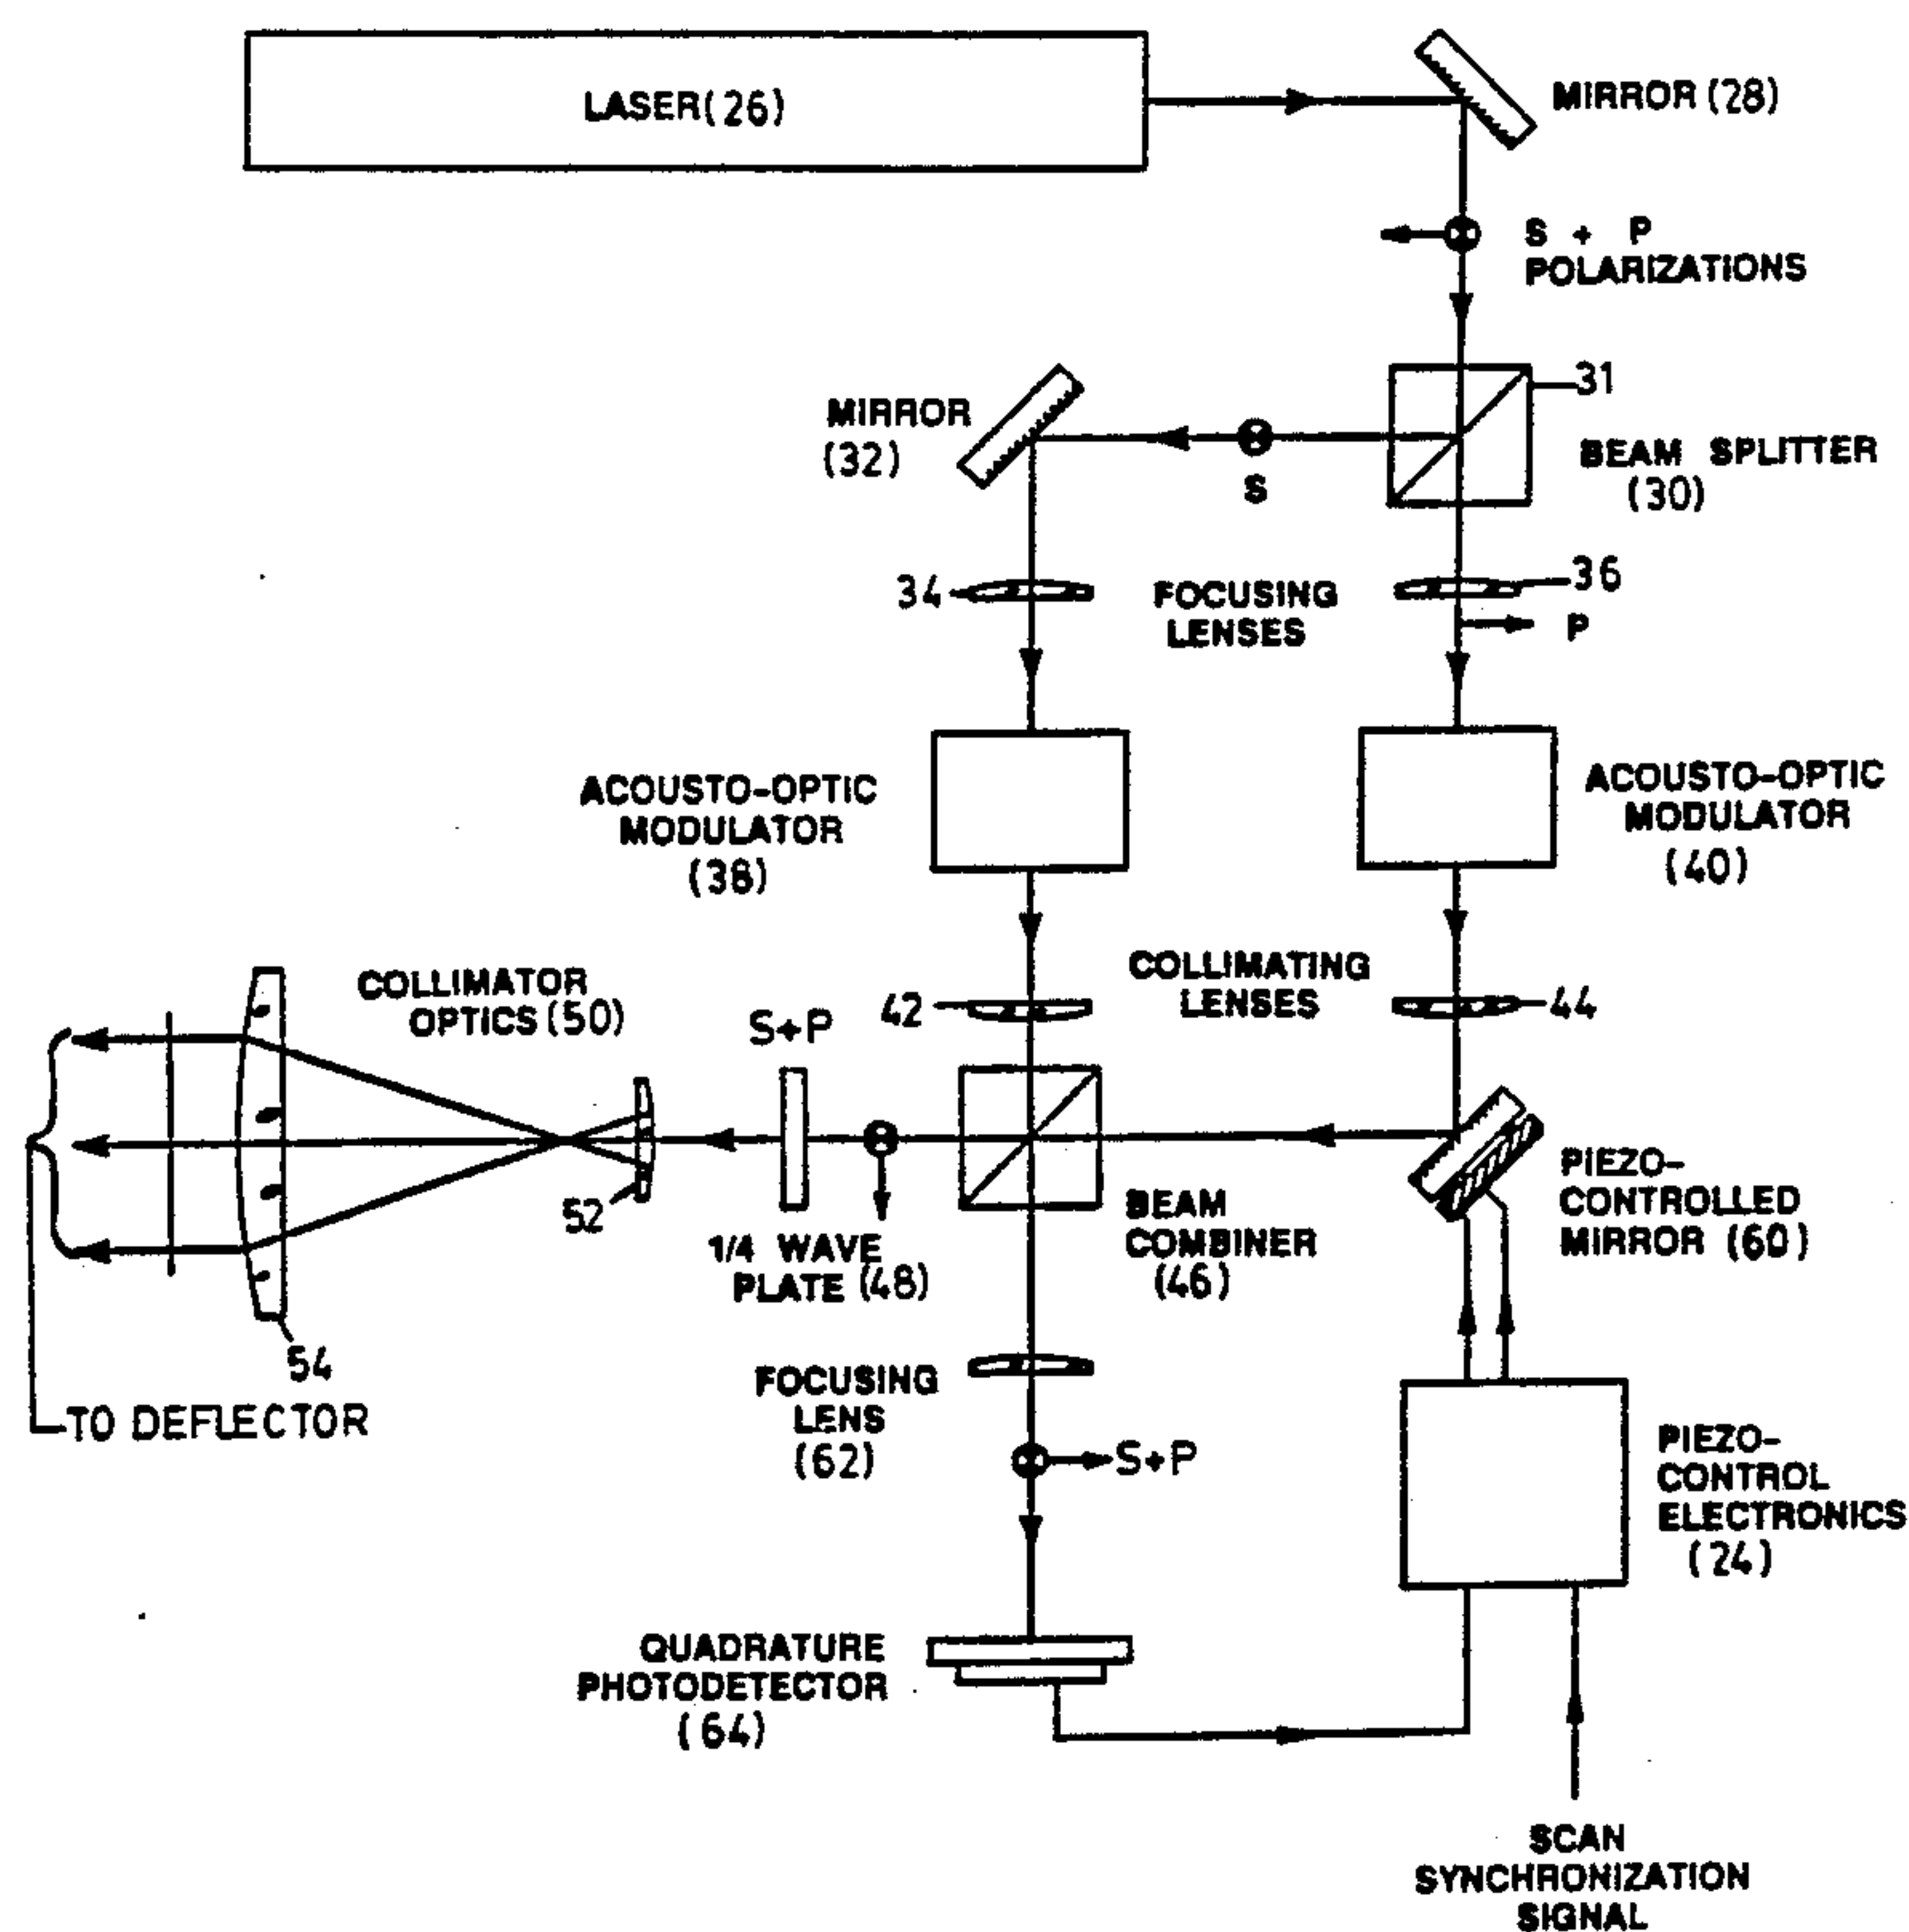 LASER(26)
MIRROR (28)
S + P
POLARIZATIONS
31
MIRROR
(32)
S
BEAM SPLITTER
(30)
34
FOCUSING
LENSES
36
P
ACOUSTO-OPTIC
MODULATOR
(38)
ACOUSTO-OPTIC
MODULATOR
(40)
COLLIMATOR
OPTICS (50)
S+P
42
COLLIMATING
LENSES
44
52
1/4 WAVE
PLATE (48)
BEAM
COMBINER
(46)
PIEZO-
CONTROLLED
MIRROR (60)
54
TO DEFLECTOR
FOCUSING
LENS
(62)
S+P
PIEZO-
CONTROL
ELECTRONICS
(24)
QUADRATURE
PHOTODETECTOR
(64)
SCAN
SYNCHRONIZATION
SIGNAL